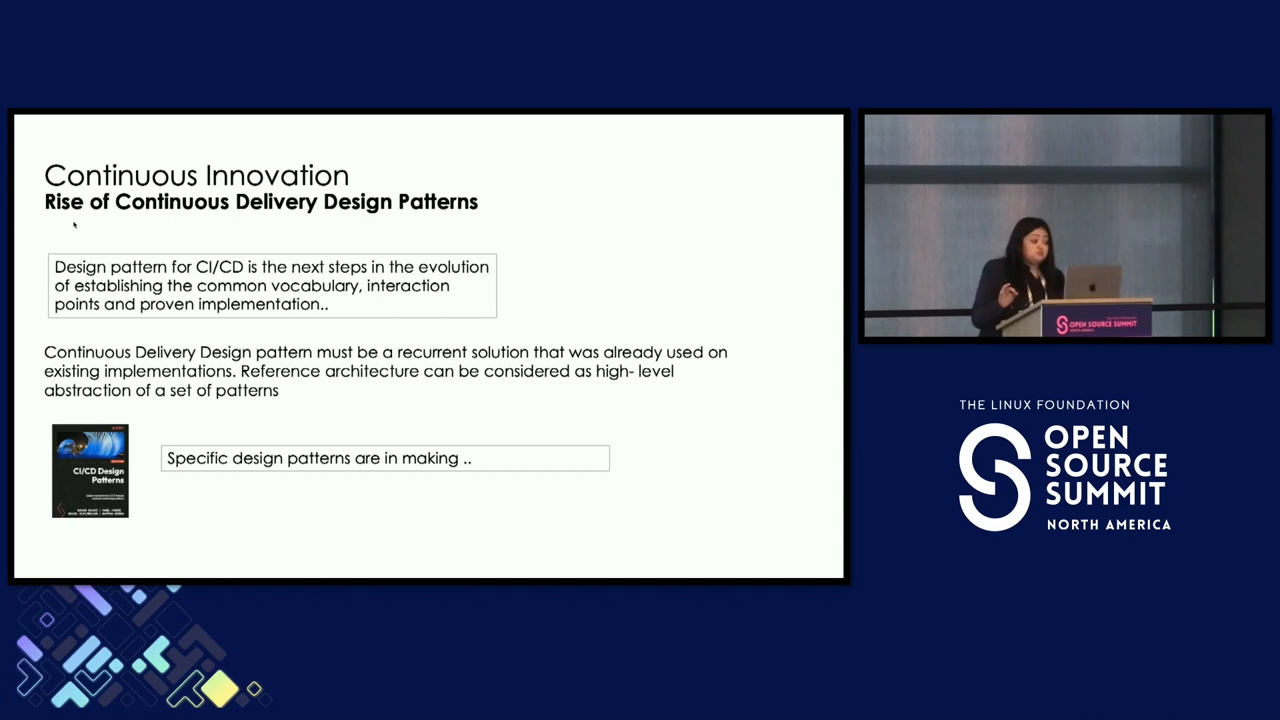 Continuous Innovation
Rise of Continuous Delivery Design Patterns
Design pattern for CI/CD is the next steps in the evolution
of establishing the common vocabulary, interaction
points and proven implementation..
Continuous Delivery Design pattern must be a recurrent solution that was already used on
existing implementations. Reference architecture can be considered as high- level
abstraction of a set of patterns
CI/CD Design
Patterns
Specific design patterns are in making ..
OPEN SOURCE SUMMIT
THE LINUX FOUNDATION
OPEN
SOURCE
SUMMIT
NORTH AMERICA